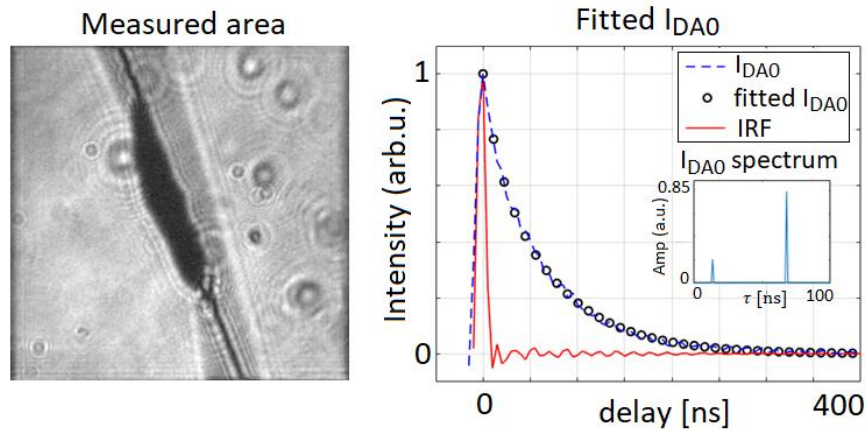 Measured area
Fitted I_DA0
Intensity (arb.u.)
1
0
I_DA0
fitted I_DA0
IRF
I_DA0 spectrum
Amp (a.u.)
0.85
0
0
100
τ [ns]
0
400
delay [ns]